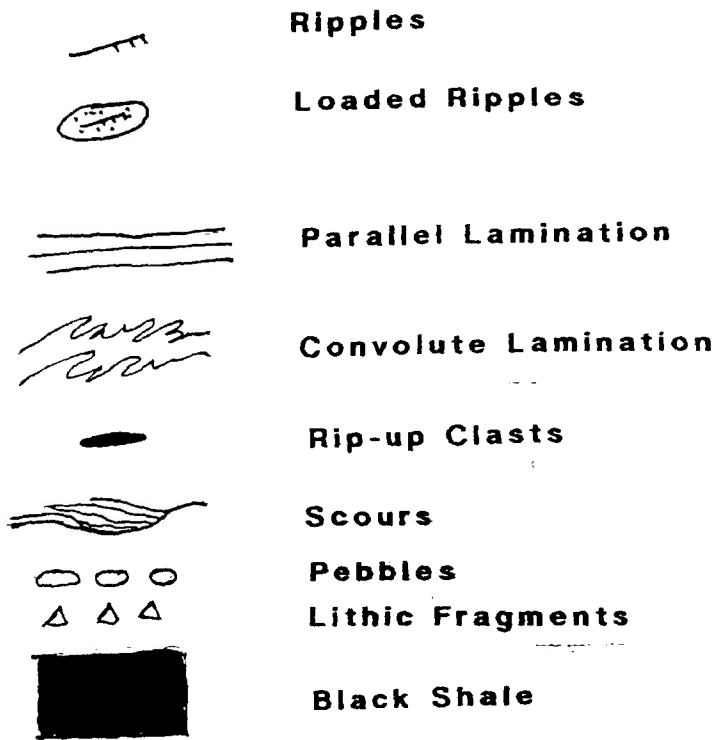 Ripples
Loaded Ripples
Parallel Lamination
Convolute Lamination
Rip-up Clasts
Scours
Pebbles
Lithic Fragments
Black Shale